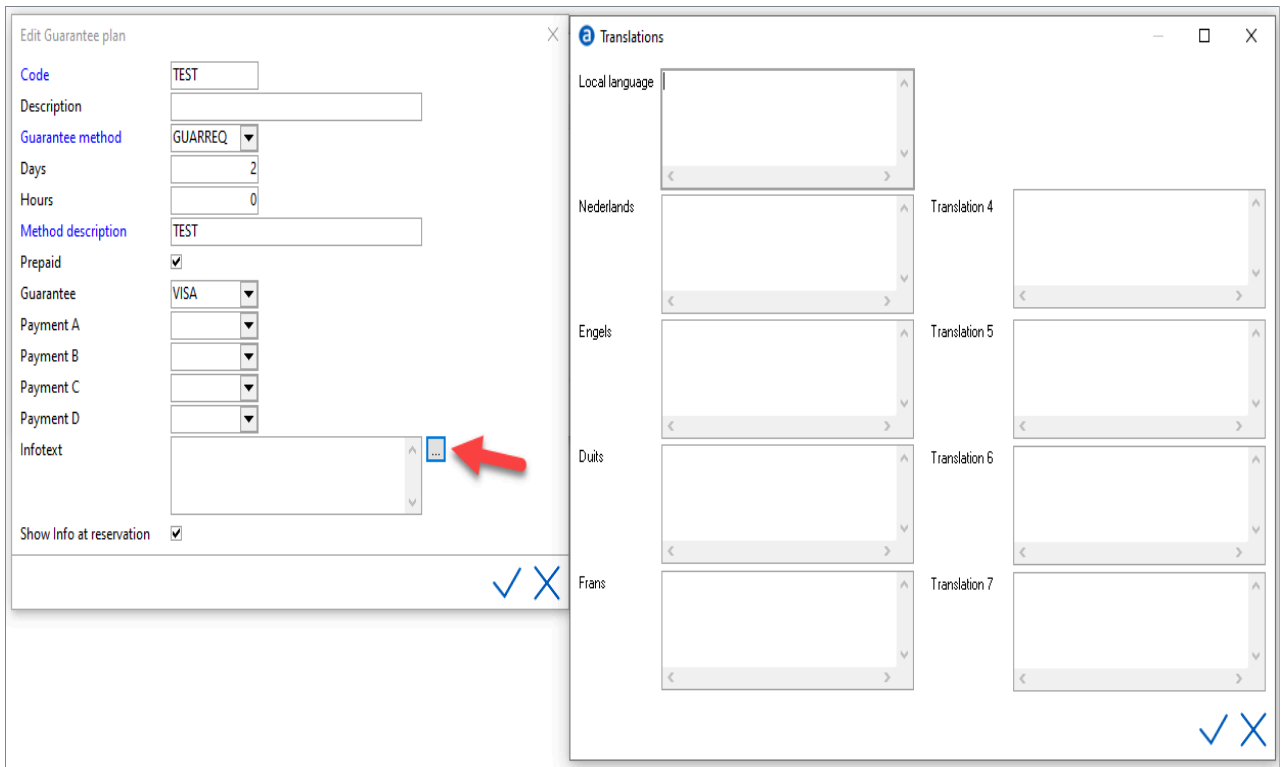 Edit Guarantee plan
Code TEST
Description
Guarantee method GUARREQ
Days 2
Hours 0
Method description TEST
Prepaid
Guarantee VISA
Payment A
Payment B
Payment C
Payment D
Infotext ...
Show Info at reservation
a Translations
Local language
Nederlands Translation 4
Engels Translation 5
Duits Translation 6
Frans Translation 7